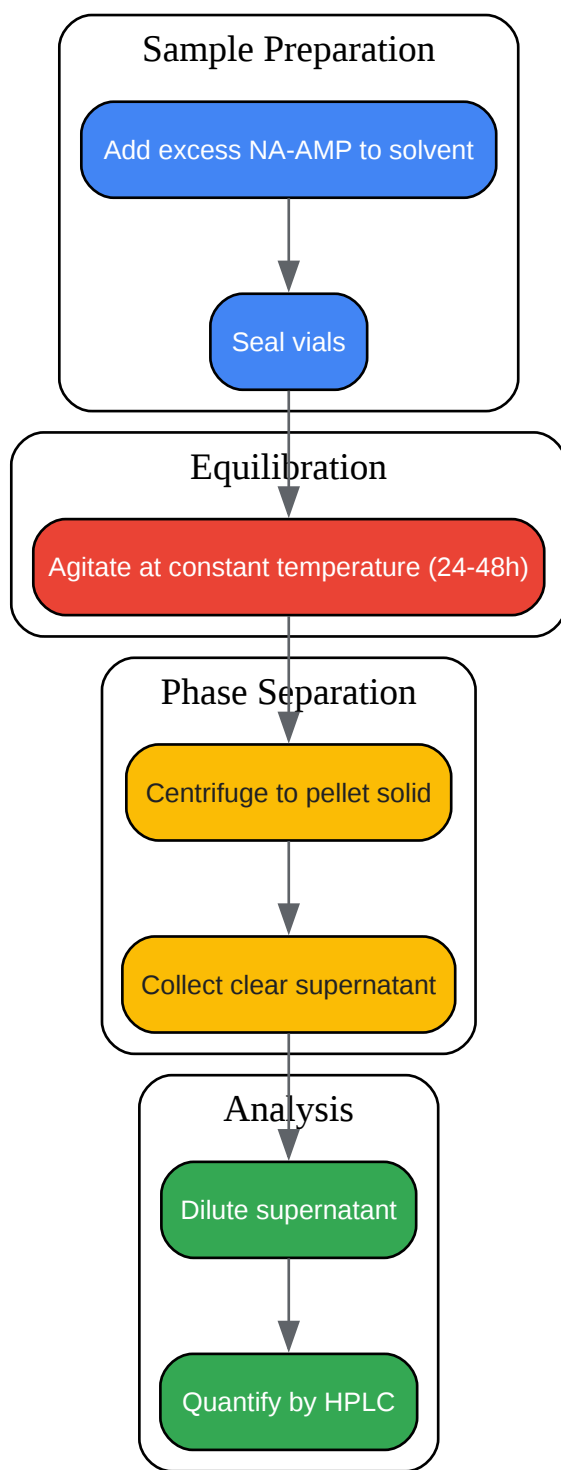 Sample Preparation
Add excess NA-AMP to solvent
Seal vials
Equilibration
Agitate at constant temperature (24-48h)
Phase Separation
Centrifuge to pellet solid
Collect clear supernatant
Analysis
Dilute supernatant
Quantify by HPLC